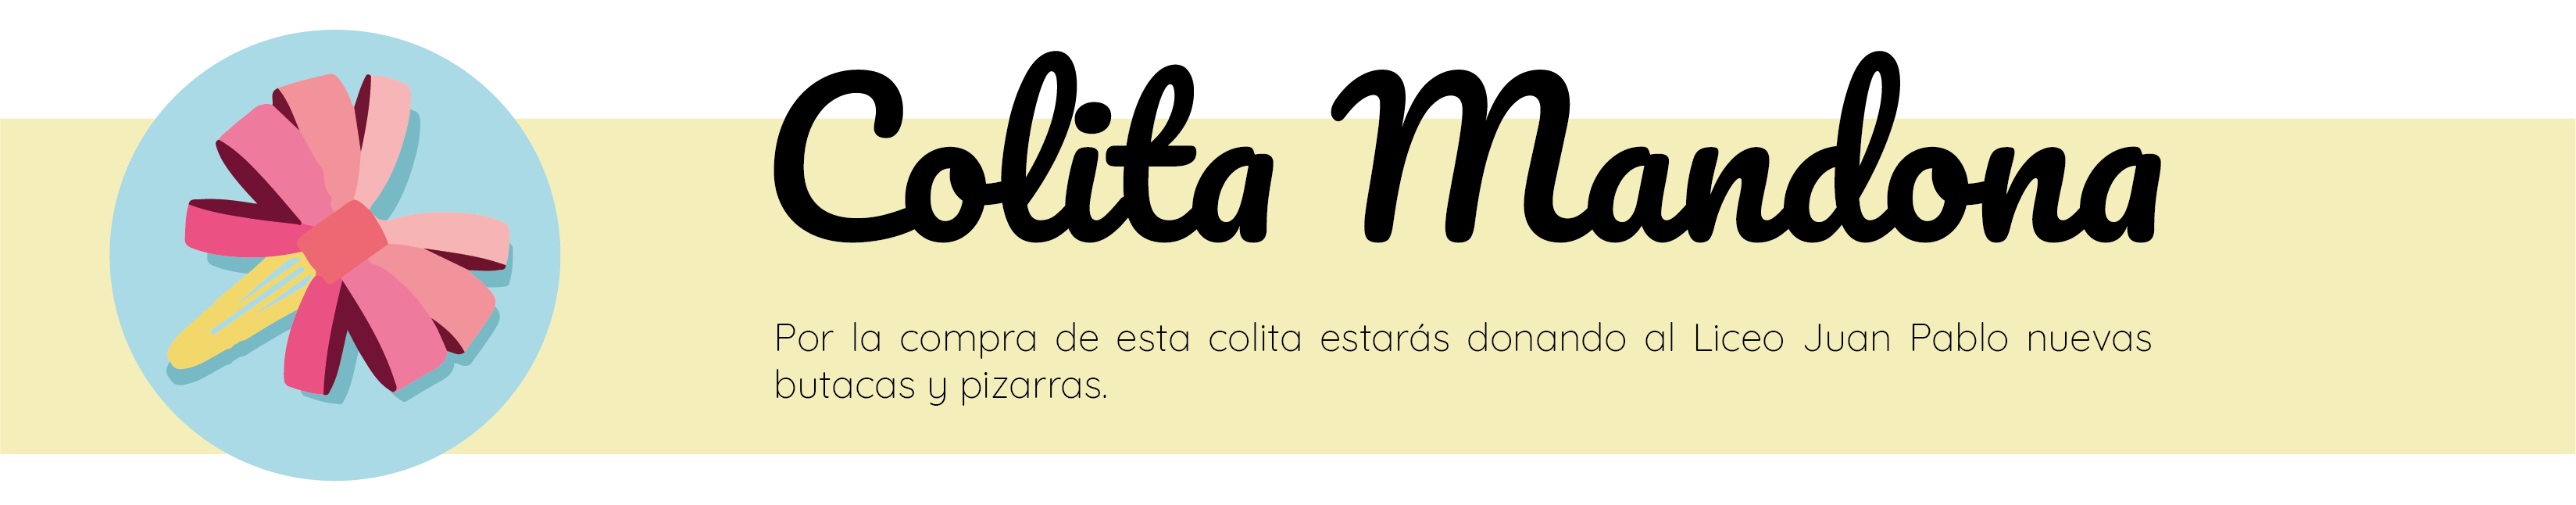 Colita Mandona
Por la compra de esta colita estarás donando al Liceo Juan Pablo nuevas
butacas y pizarras.